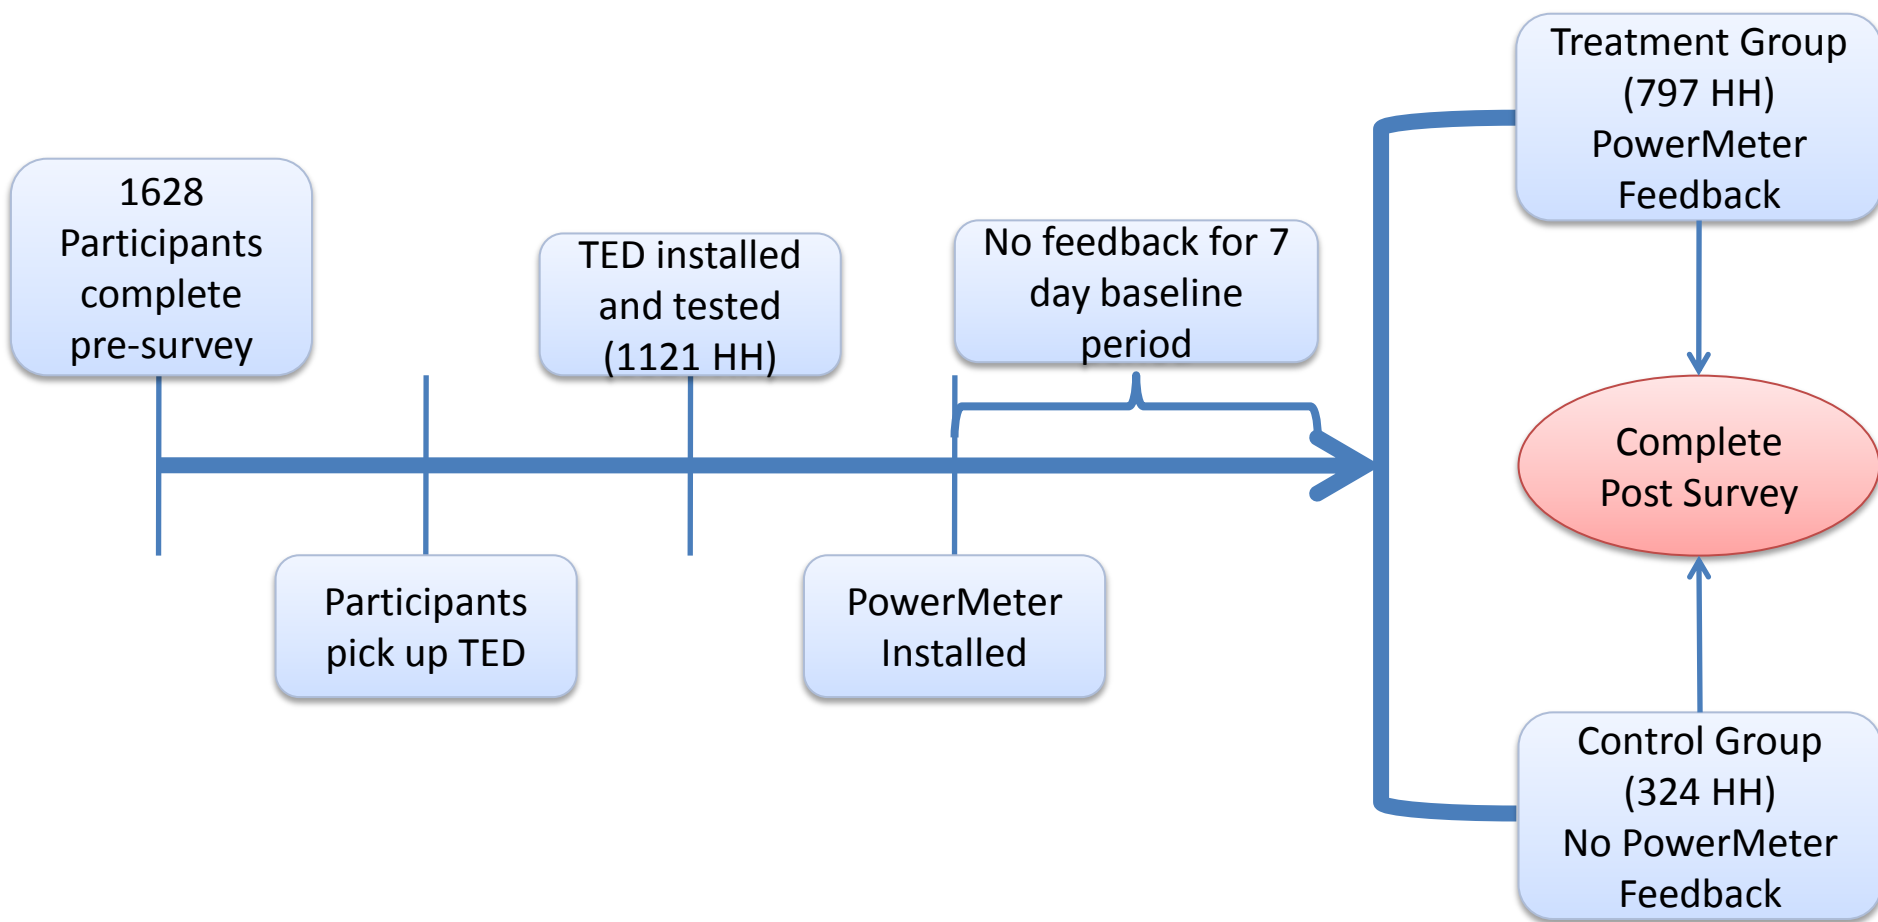 1628
Participants
complete
pre-survey
Participants
pick up TED
TED installed
and tested
(1121 HH)
PowerMeter
Installed
No feedback for 7
day baseline
period
Treatment Group
(797 HH)
PowerMeter
Feedback
Complete
Post Survey
Control Group
(324 HH)
No PowerMeter
Feedback